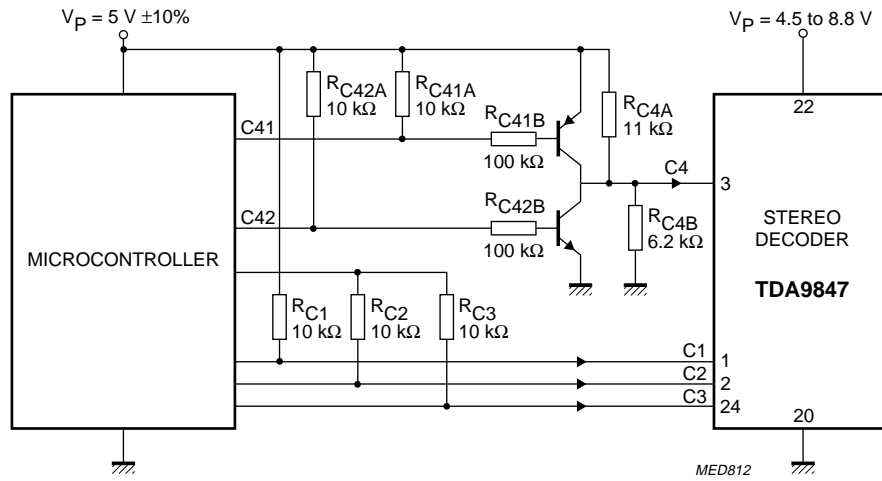 VP = 5 V ±10%
VP = 4.5 to 8.8 V
RC42A
10 kΩ
RC41A
10 kΩ
RC41B
100 kΩ
RC4A
11 kΩ
22
C41
C4
3
C42
RC42B
100 kΩ
RC4B
6.2 kΩ
MICROCONTROLLER
STEREO
DECODER
TDA9847
RC1
10 kΩ
RC2
10 kΩ
RC3
10 kΩ
C1
1
C2
2
C3
24
20
MED812